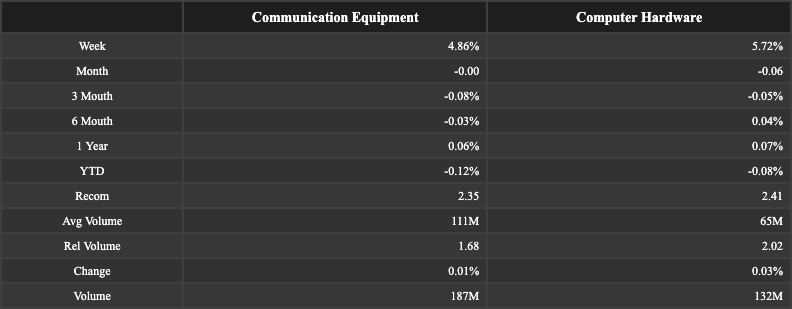 Communication Equipment Computer Hardware
Week 4.86% 5.72%
Month -0.00 -0.06
3 Mouth -0.08% -0.05%
6 Mouth -0.03% 0.04%
1 Year 0.06% 0.07%
YTD -0.12% -0.08%
Recom 2.35 2.41
Avg Volume 111M 65M
Rel Volume 1.68 2.02
Change 0.01% 0.03%
Volume 187M 132M